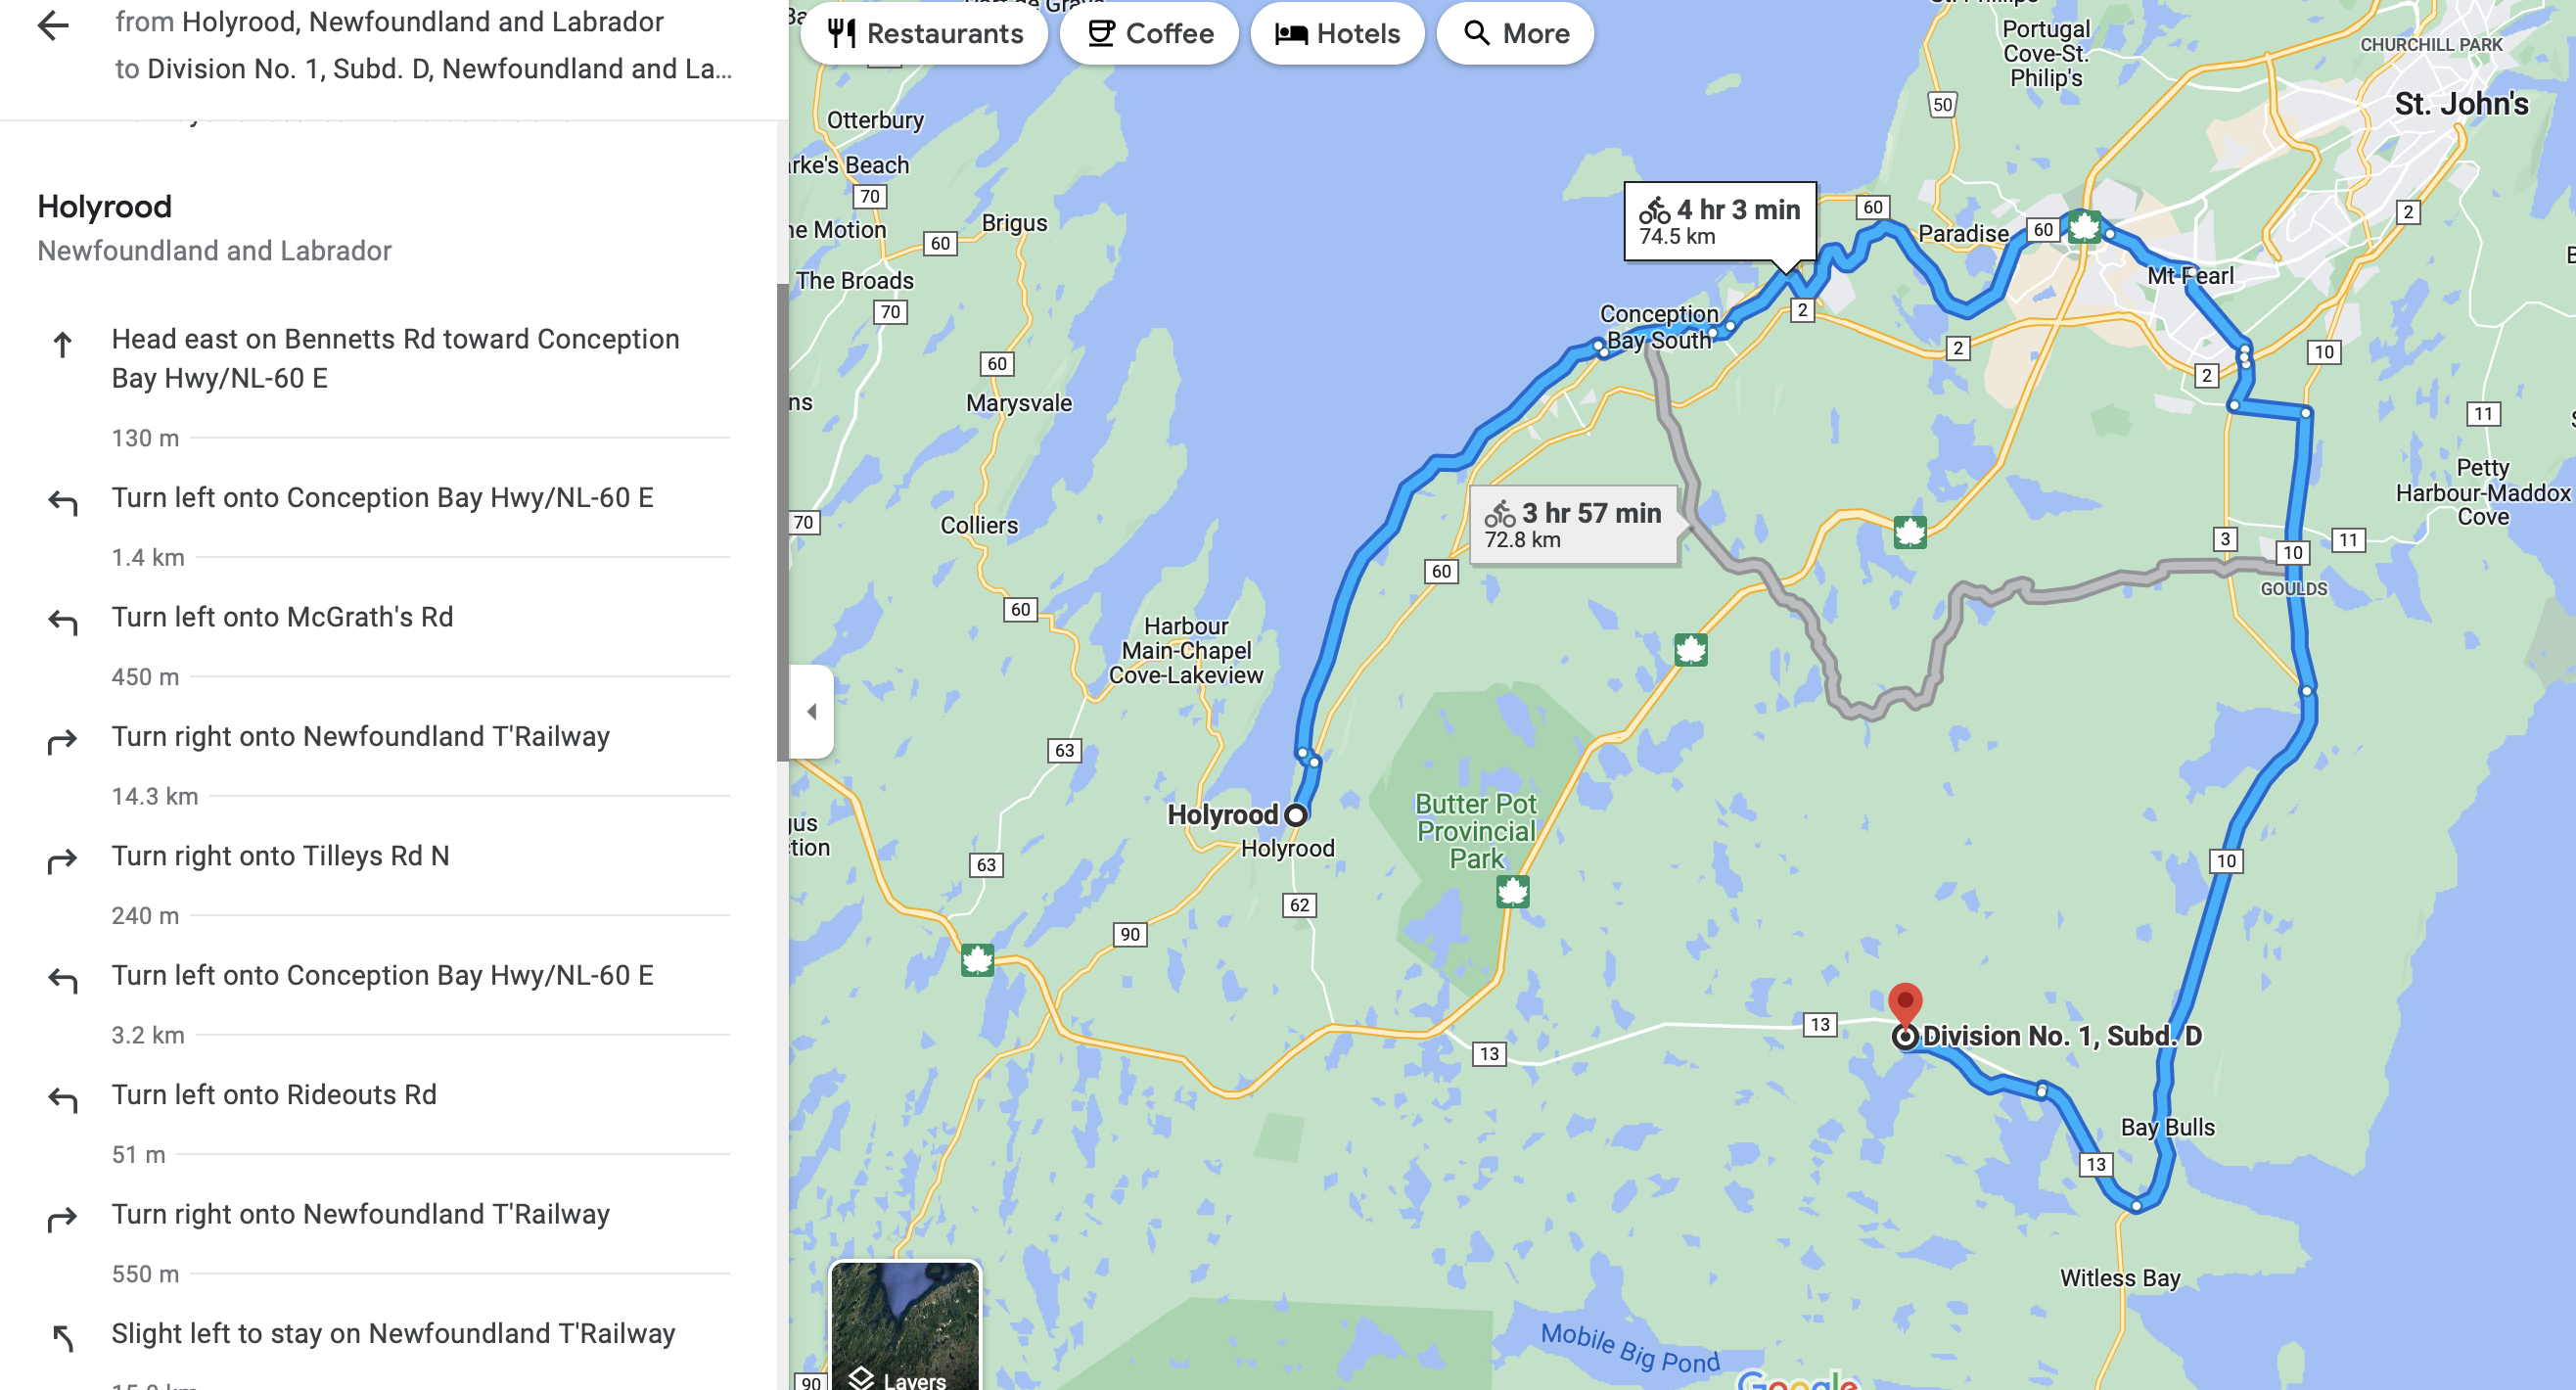 from Holyrood, Newfoundland and Labrador
to Division No. 1, Subd. D, Newfoundland and La...
Holyrood
Newfoundland and Labrador
Head east on Bennetts Rd toward Conception
Bay Hwy/NL-60 E
130 m
Turn left onto Conception Bay Hwy/NL-60 E
1.4 km
Turn left onto McGrath's Rd
450 m
Turn right onto Newfoundland T'Railway
14.3 km
Turn right onto Tilleys Rd N
240 m
Turn left onto Conception Bay Hwy/NL-60 E
3.2 km
Turn left onto Rideouts Rd
51 m
Turn right onto Newfoundland T'Railway
550 m
Slight left to stay on Newfoundland T'Railway
Restaurants
Coffee
Hotels
More
Portugal
Cove-St.
Philip's
CHURCHILL PARK
St. John's
50
Otterbury
rke's Beach
70
ne Motion
60
Brigus
The Broads
70
4 hr 3 min
74.5 km
60
Paradise
60
2
Mt Pearl
Conception
Bay South
2
2
2
10
60
Marysvale
ns
11
Petty
Harbour-Maddox
Cove
70
Colliers
3 hr 57 min
72.8 km
60
3
10
11
GOULDS
60
Harbour
Main-Chapel
Cove-Lakeview
63
Holyrood
Holyrood
gus
ction
Butter Pot
Provincial
Park
63
62
90
10
13
13
Division No. 1, Subd. D
Bay Bulls
13
Witless Bay
Mobile Big Pond
90
Layers
Google